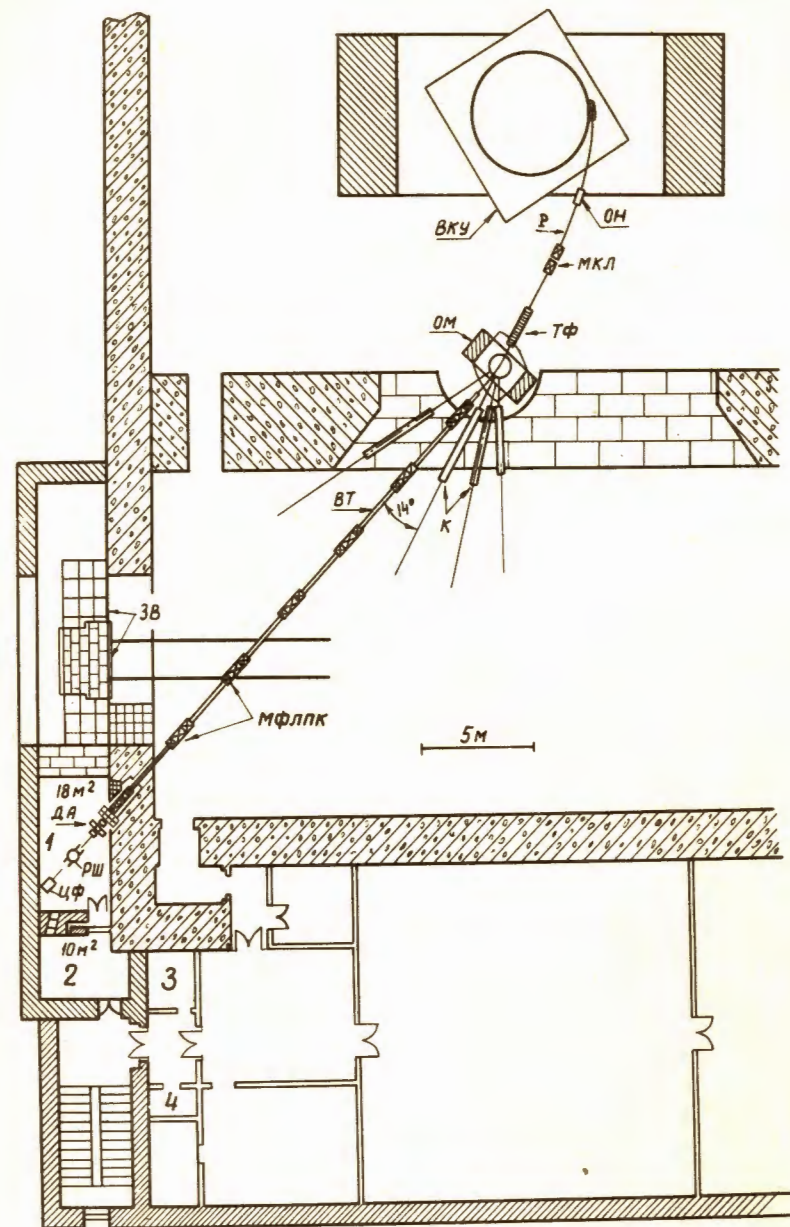 ВКУ
ОН
Р
МКЛ
ОМ
ТФ
ВТ
14°
К
ЗВ
МФЛПК
5м
18м²
ДА
1
РШ
ЦФ
10м²
2
3
4